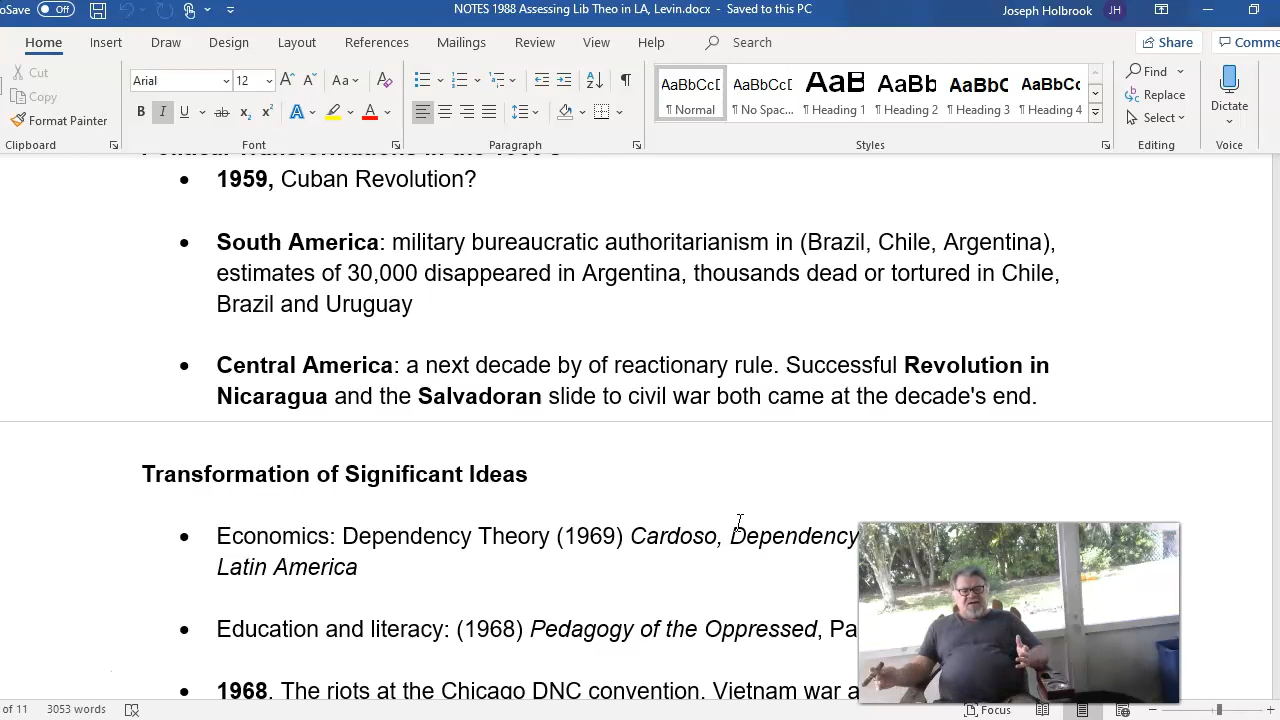 oSave Off NOTES 1988 Assessing Lib Theo in LA, Levin.docx - Saved to this PC Joseph Holbrook JH
Home Insert Draw Design Layout References Mailings Review View Help Search Share Comme
Cut
Copy
Format Painter
Arial 12
Find
Replace
Select
Dictate
AaBbCcD AaBbCcD AaB AaBb AaBbC AaBbCc
¶ Normal ¶ No Spac... ¶ Heading 1 ¶ Heading 2 ¶ Heading 3 ¶ Heading 4
Clipboard Font Paragraph Styles Editing Voice
• 1959, Cuban Revolution?
• South America: military bureaucratic authoritarianism in (Brazil, Chile, Argentina),
estimates of 30,000 disappeared in Argentina, thousands dead or tortured in Chile,
Brazil and Uruguay
• Central America: a next decade by of reactionary rule. Successful Revolution in
Nicaragua and the Salvadoran slide to civil war both came at the decade's end.
Transformation of Significant Ideas
• Economics: Dependency Theory (1969) Cardoso, Dependency
Latin America
• Education and literacy: (1968) Pedagogy of the Oppressed, Pa
• 1968. The riots at the Chicago DNC convention. Vietnam war a
of 11 3053 words Focus